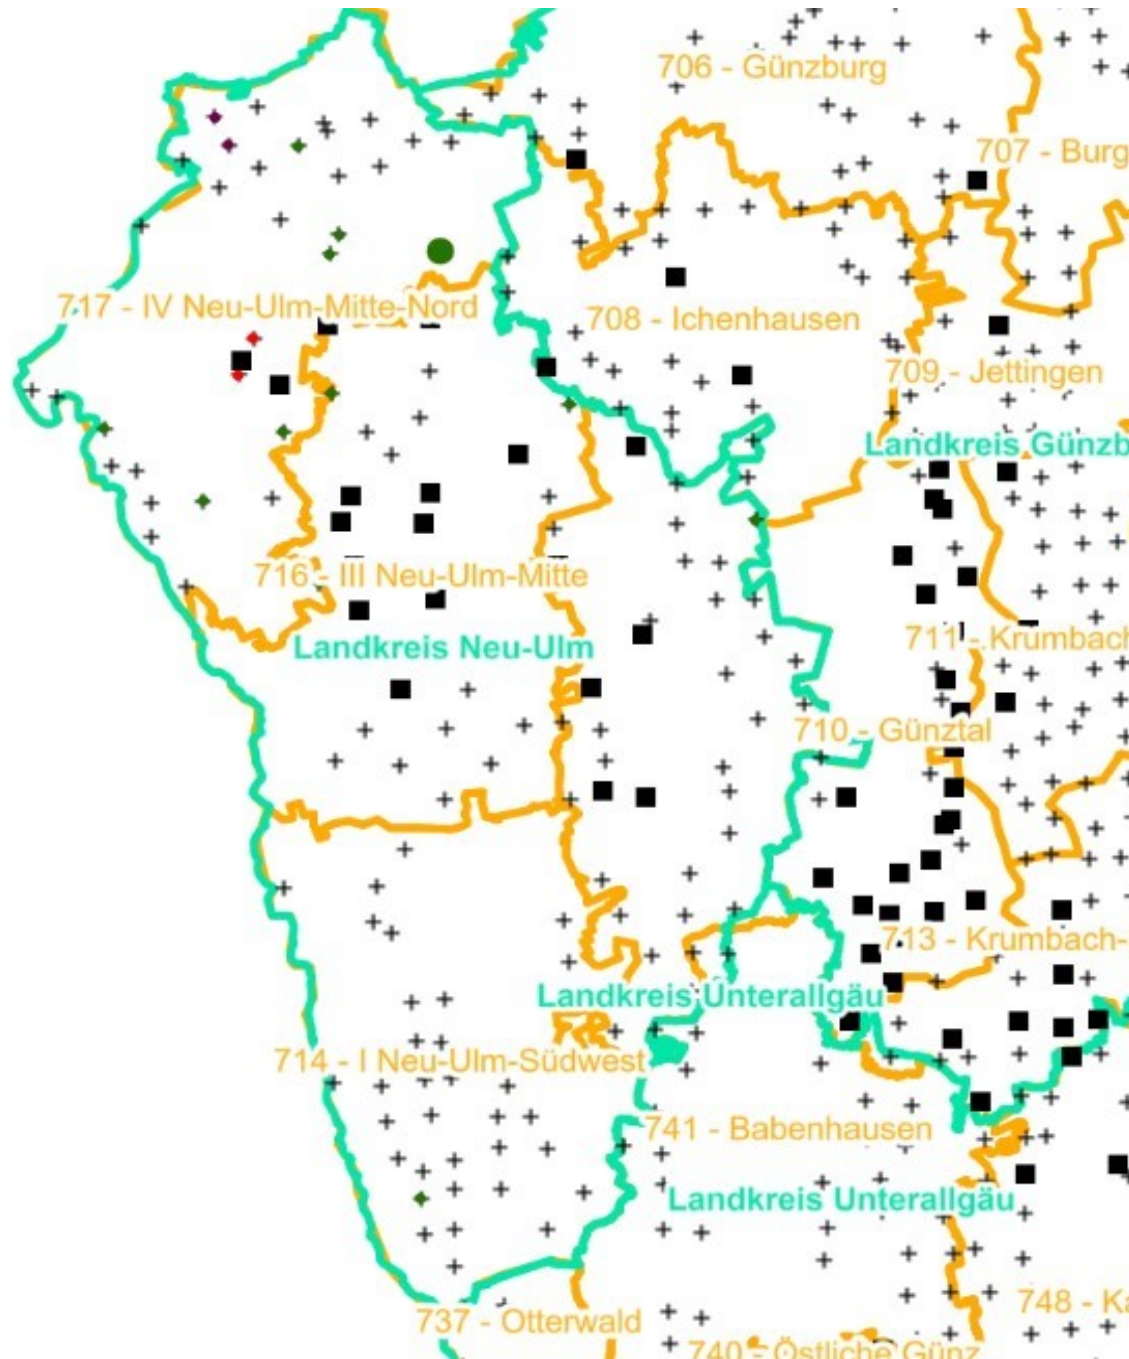 706 - Günzburg
707 - Burg
717 - IV Neu-Ulm-Mitte-Nord
708 - Ichenhausen
709 - Jettingen
Landkreis Günzb
716 - III Neu-Ulm-Mitte
711 - Krumbach
Landkreis Neu-Ulm
710 - Günztal
713 - Krumbach-
Landkreis Unterallgäu
714 - I Neu-Ulm-Südwest
741 - Babenhausen
Landkreis Unterallgäu
748 - Ka
737 - Otterwald
740 - Östliche Günz